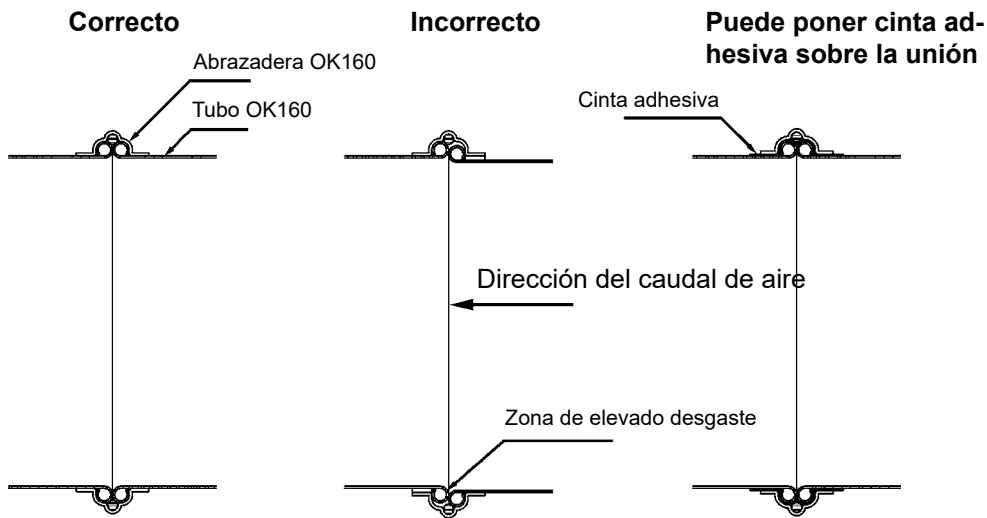 Correcto
Incorrecto
Puede poner cinta ad-
hesiva sobre la unión
Abrazadera OK160
Tubo OK160
Cinta adhesiva
Dirección del caudal de aire
Zona de elevado desgaste